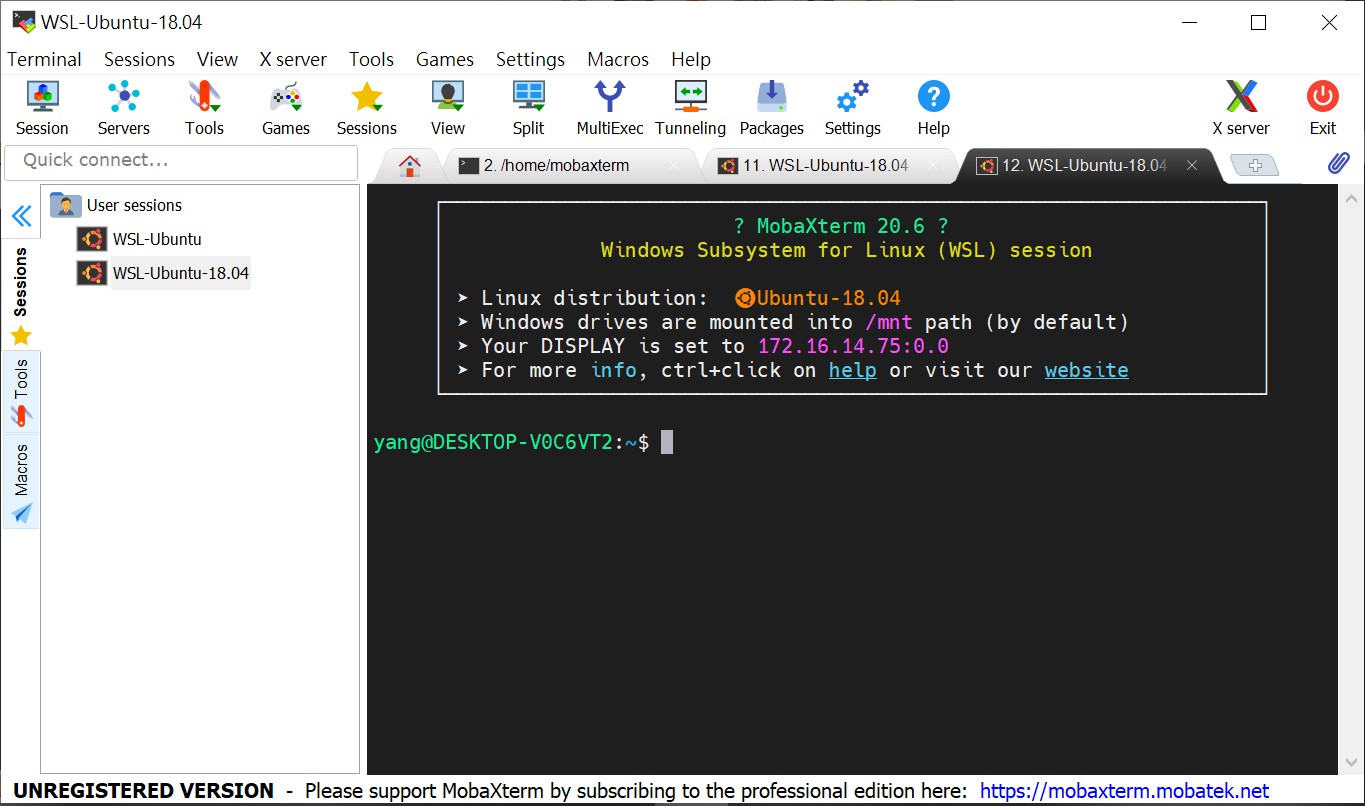 WSL-Ubuntu-18.04
Terminal Sessions View X server Tools Games Settings Macros Help
Session Servers Tools Games Sessions View Split MultiExec Tunneling Packages Settings Help X server Exit
Quick connect...
2. /home/mobaxterm
11. WSL-Ubuntu-18.04
12. WSL-Ubuntu-18.04
Sessions
Tools
Macros
User sessions
WSL-Ubuntu
WSL-Ubuntu-18.04
? MobaXterm 20.6 ?
Windows Subsystem for Linux (WSL) session
➤ Linux distribution: Ubuntu-18.04
➤ Windows drives are mounted into /mnt path (by default)
➤ Your DISPLAY is set to 172.16.14.75:0.0
➤ For more info, ctrl+click on help or visit our website
yang@DESKTOP-V0C6VT2:~$
UNREGISTERED VERSION - Please support MobaXterm by subscribing to the professional edition here: https://mobaxterm.mobatek.net